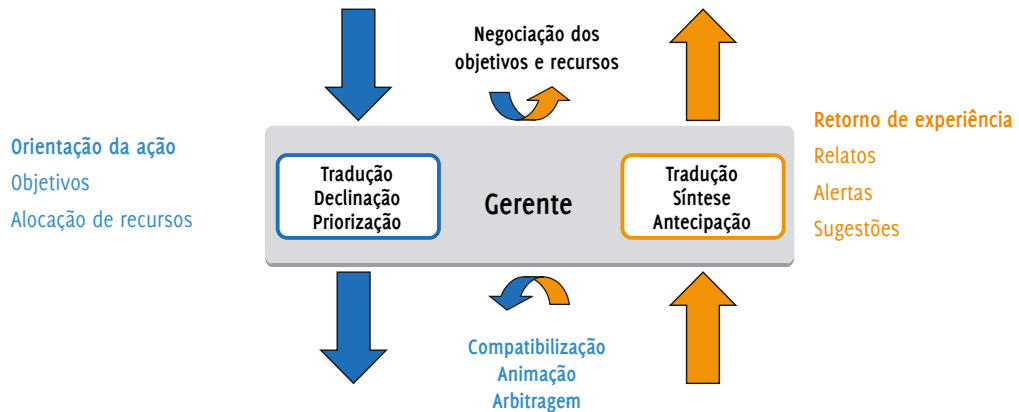 Negociação dos
objetivos e recursos
Orientação da ação
Objetivos
Alocação de recursos
Tradução
Declinação
Priorização
Gerente
Tradução
Síntese
Antecipação
Retorno de experiência
Relatos
Alertas
Sugestões
Compatibilização
Animação
Arbitragem